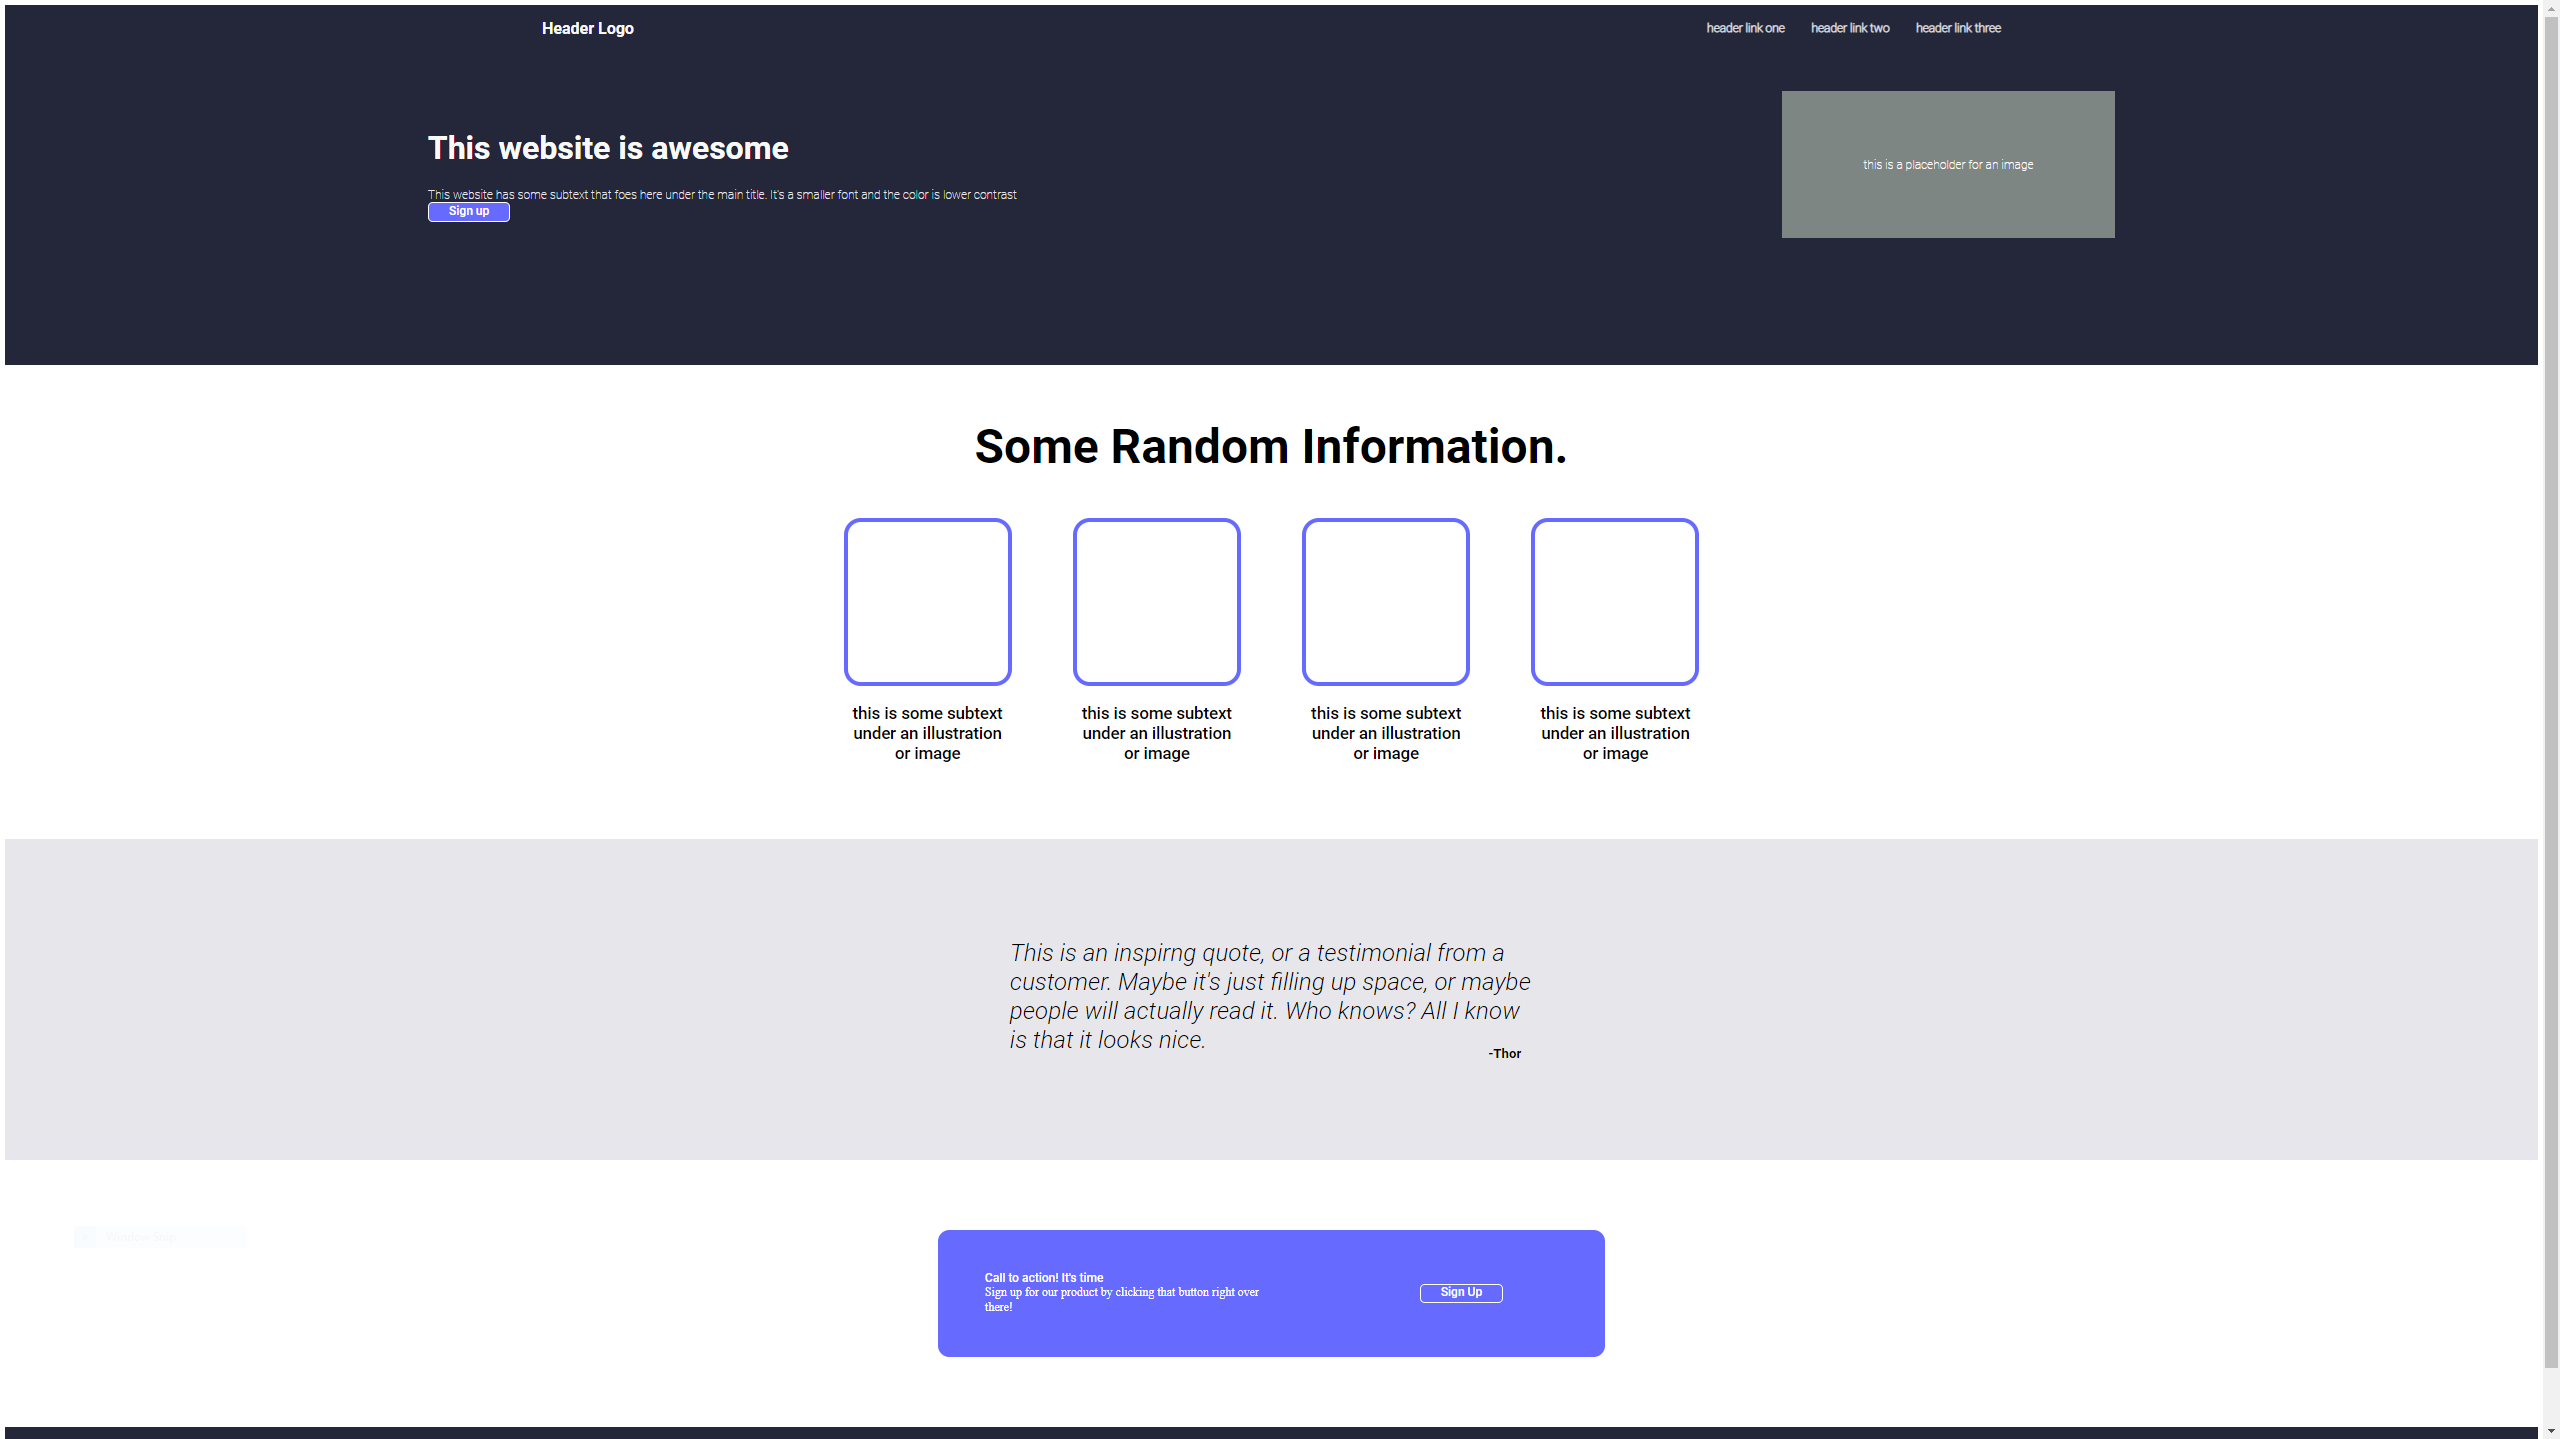 Header Logo
header link one
header link two
header link three
This website is awesome
This website has some subtext that foes here under the main title. It's a smaller font and the color is lower contrast
Sign up
this is a placeholder for an image
Some Random Information.
this is some subtext
under an illustration
or image
this is some subtext
under an illustration
or image
this is some subtext
under an illustration
or image
this is some subtext
under an illustration
or image
This is an inspirng quote, or a testimonial from a
customer. Maybe it's just filling up space, or maybe
people will actually read it. Who knows? All I know
is that it looks nice.
-Thor
Call to action! It's time
Sign up for our product by clicking that button right over
there!
Sign Up